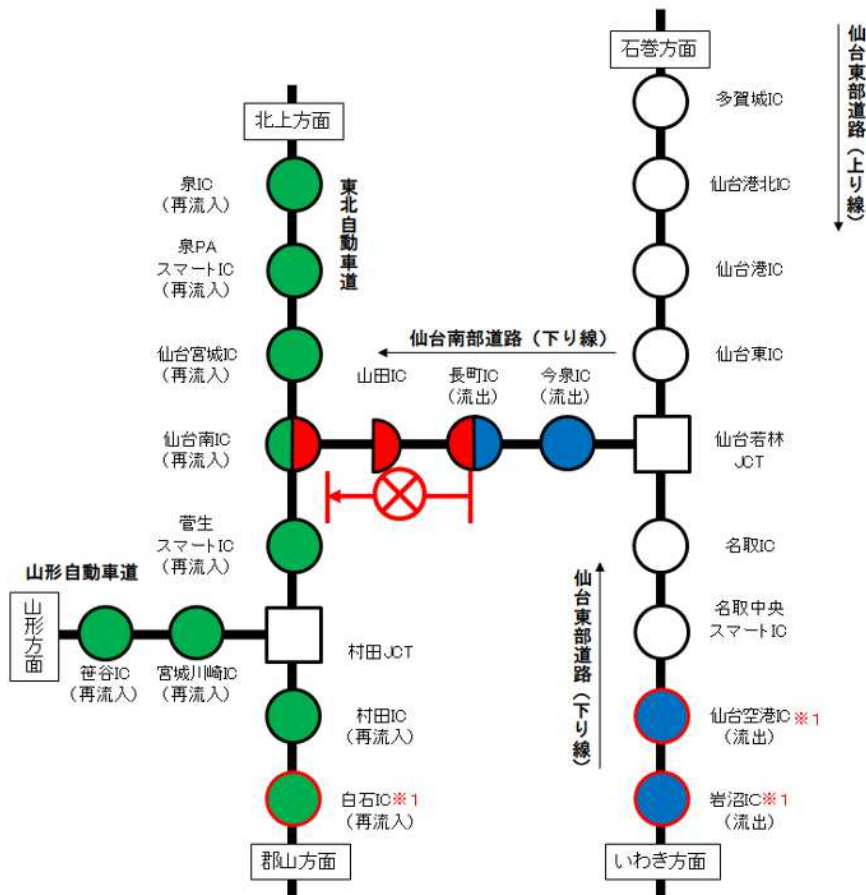 石巻方面
仙台東部道路（上り線）
多賀城IC
北上方面
泉IC
（再流入）
東北自動車道
仙台港北IC
泉PA
スマートIC
（再流入）
仙台港IC
仙台宮城IC
（再流入）
仙台南部道路（下り線）
山田IC
長町IC
（流出）
今泉IC
（流出）
仙台東IC
仙台南IC
（再流入）
仙台若林
JCT
菅生
スマートIC
（再流入）
名取IC
山形自動車道
山形方面
笹谷IC
（再流入）
宮城川崎IC
（再流入）
村田JCT
仙台東部道路（下り線）
名取中央
スマートIC
村田IC
（再流入）
仙台空港IC※1
（流出）
白石IC※1
（再流入）
岩沼IC※1
（流出）
郡山方面
いわき方面